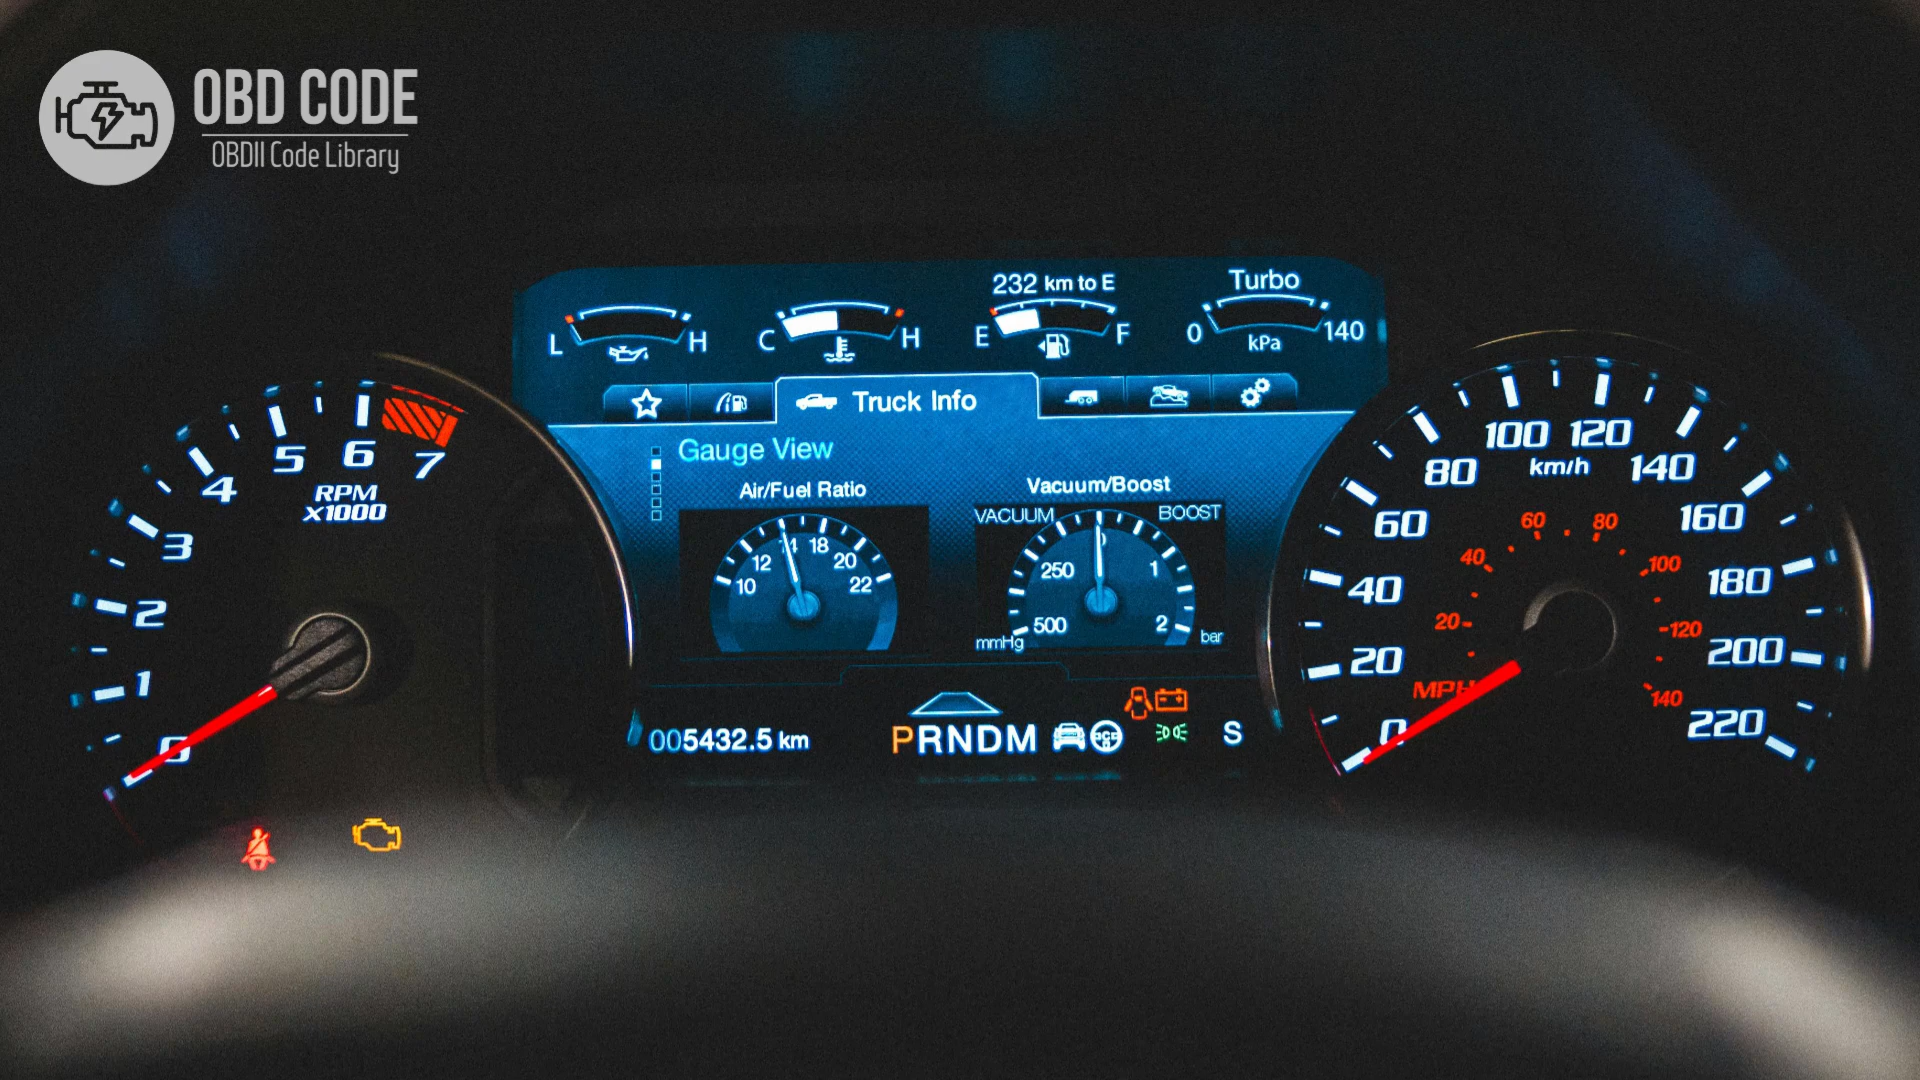 OBD CODE
OBDII Code Library
232 km to E
Turbo
L H
C H
E F
0 140
kPa
Truck Info
Gauge View
Air/Fuel Ratio
10 12 14 18 20 22
Vacuum/Boost
VACUUM BOOST
500 250 0 1 2
mmHg bar
0 1 2 3 4 5 6 7
RPM
X1000
0 20 40 60 80 100 120 140 160 180 200 220
km/h
20 40 60 80 100 120 140
MPH
005432.5 km
PRNDM
S